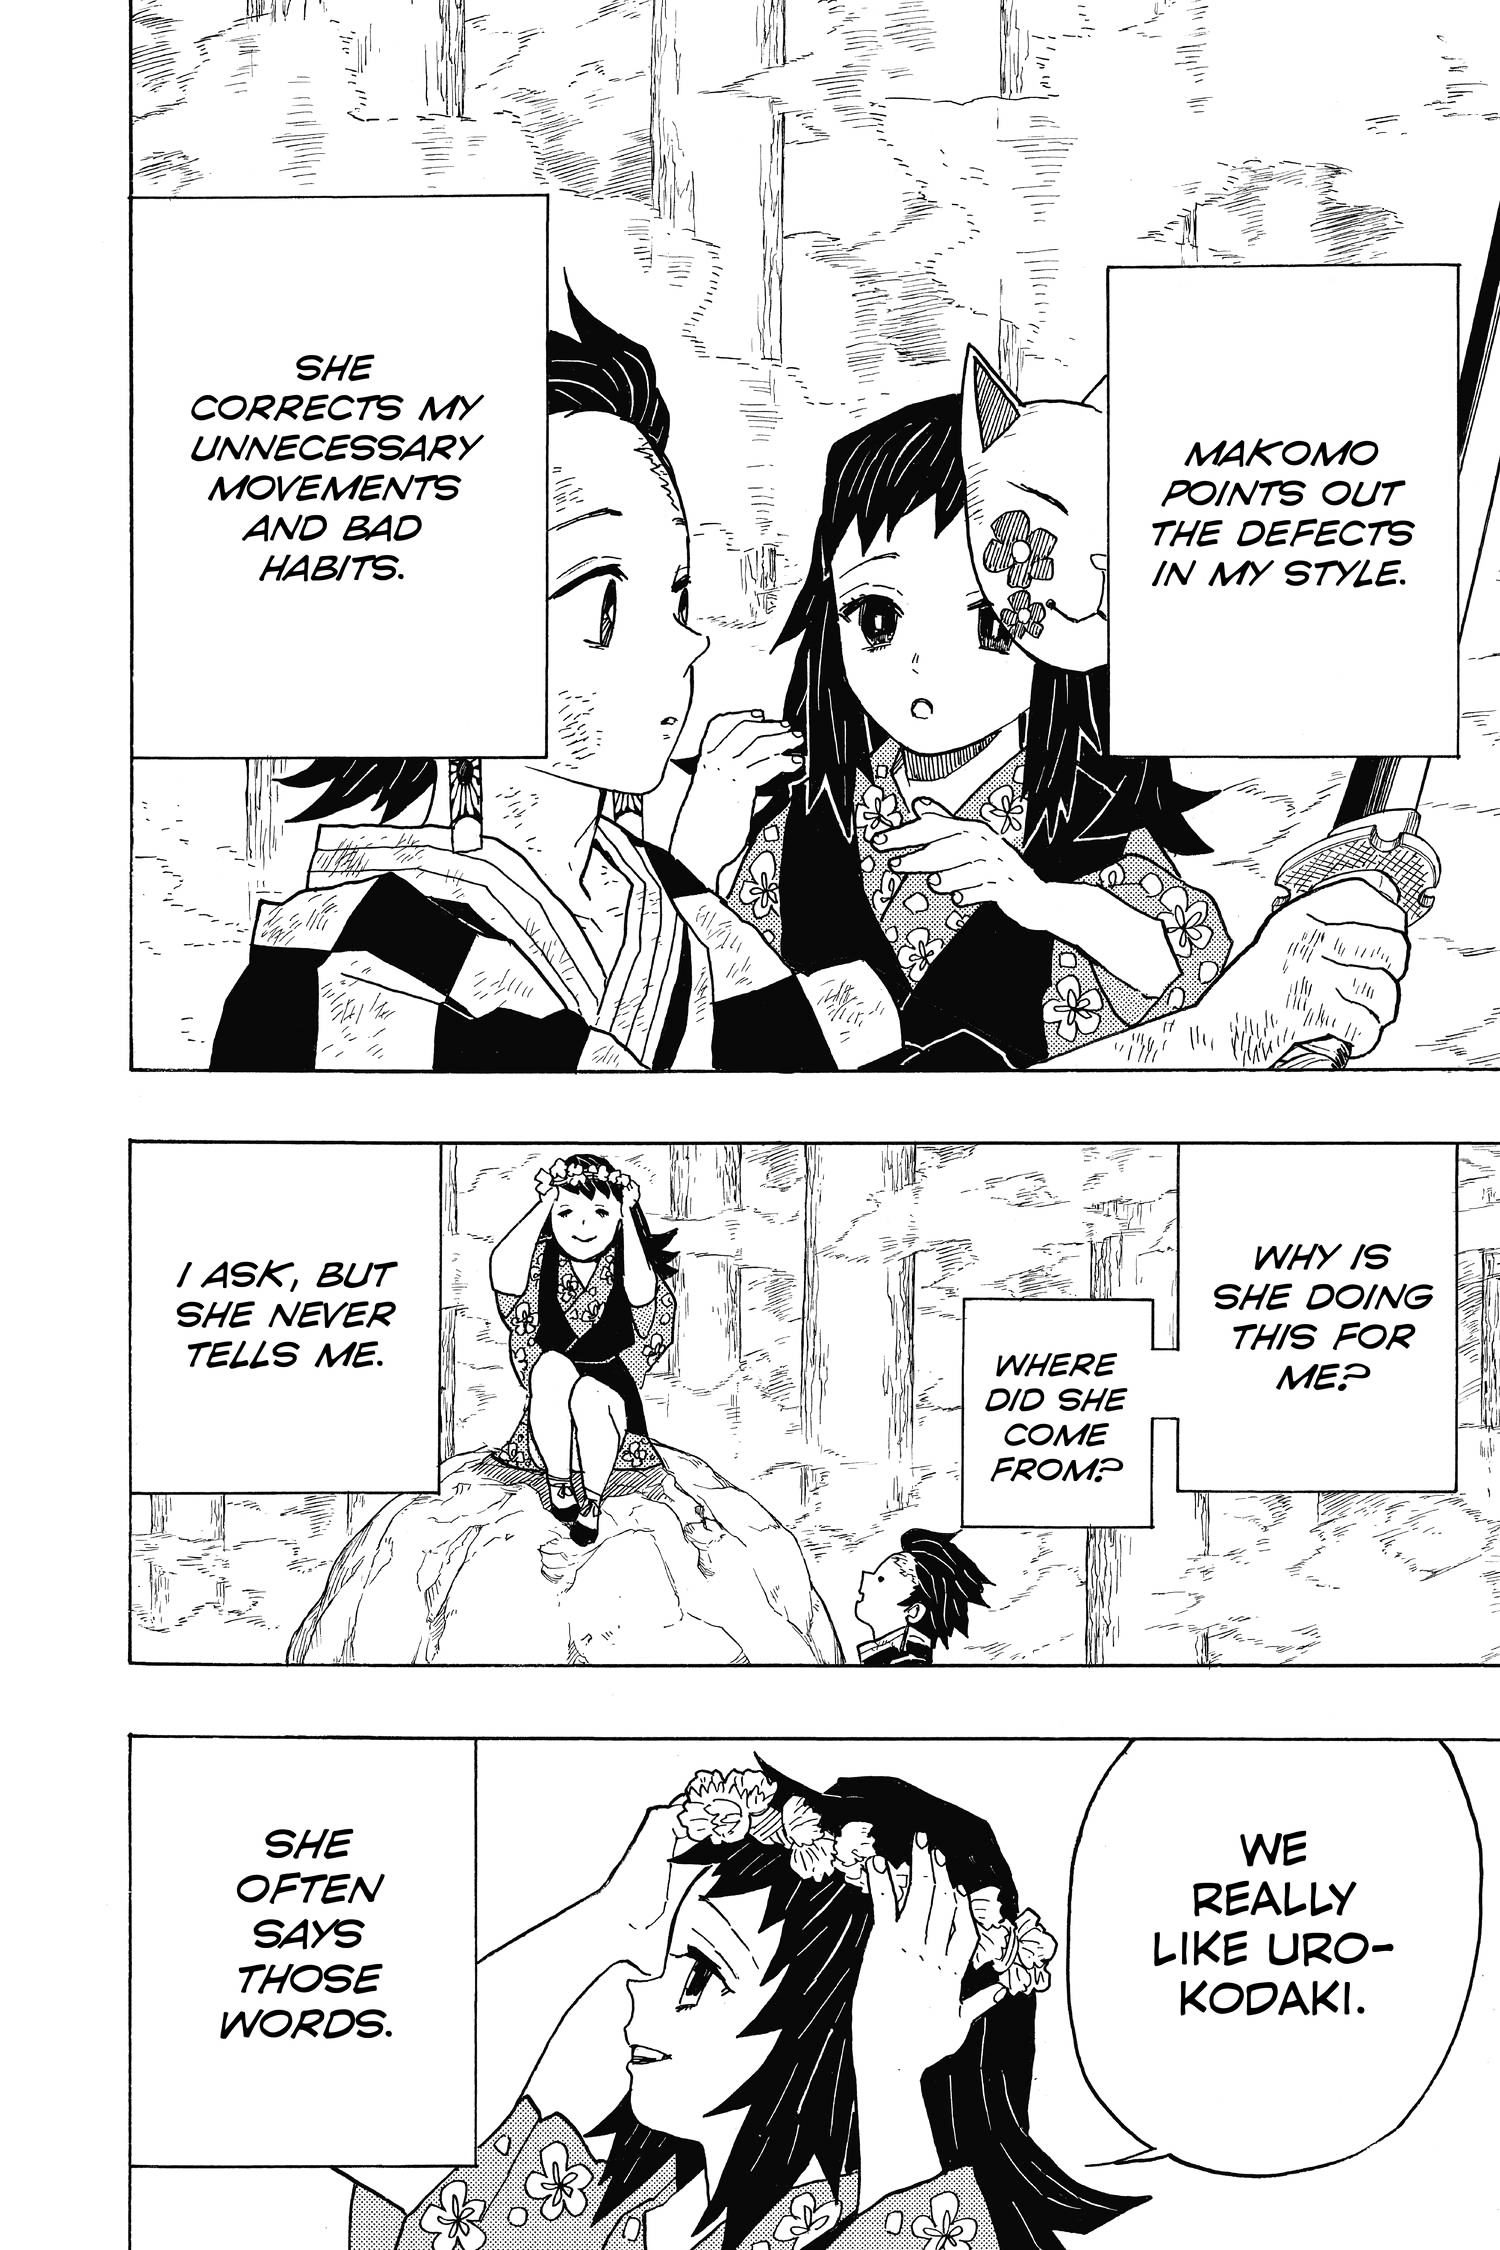 MAKOMO
POINTS OUT
THE DEFECTS
IN MY STYLE.
SHE
CORRECTS MY
UNNECESSARY
MOVEMENTS
AND BAD
HABITS.
WHY IS
SHE DOING
THIS FOR
ME?
WHERE
DID SHE
COME
FROM?
I ASK, BUT
SHE NEVER
TELLS ME.
WE
REALLY
LIKE URO-
KODAKI.
SHE
OFTEN
SAYS
THOSE
WORDS.